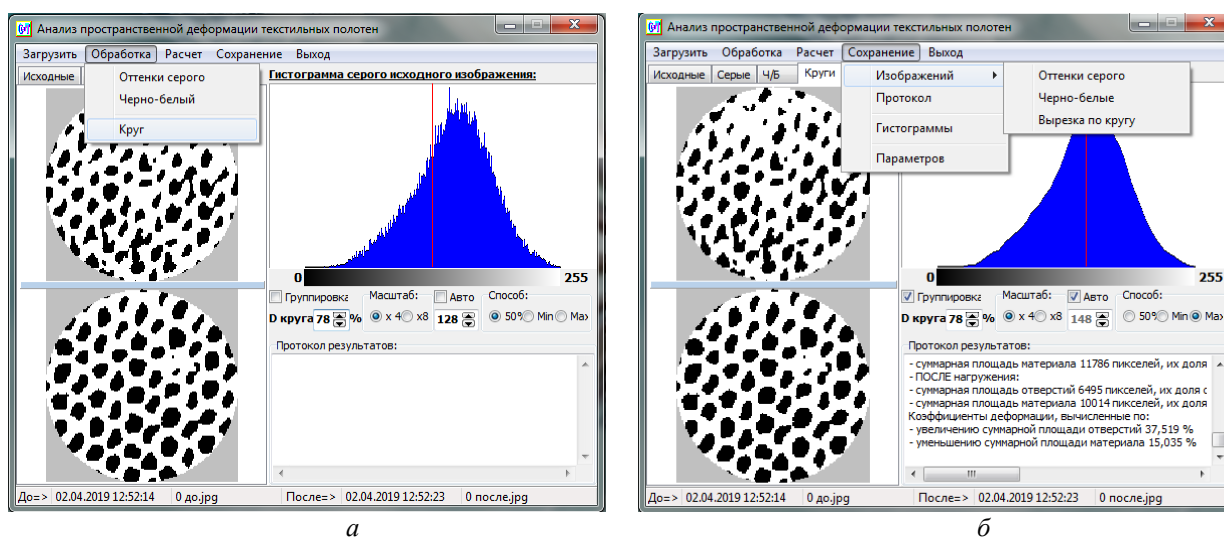 Анализ пространственной деформации текстильных полотен
Загрузить Обработка Расчет Сохранение Выход
Исходные
Оттенки серого
Черно-белый
Круг
Гистограмма серого исходного изображения:
0 255
Группировка Масштаб: Авто Способ:
D круга 78 % x 4 x8 128 50% Min Max
Протокол результатов:
До=> 02.04.2019 12:52:14 0 до.jpg После=> 02.04.2019 12:52:23 0 после.jpg
а
Анализ пространственной деформации текстильных полотен
Загрузить Обработка Расчет Сохранение Выход
Исходные Серые Ч/Б Круги
Изображений
Протокол
Гистограммы
Параметров
Оттенки серого
Черно-белые
Вырезка по кругу
0 255
Группировка Масштаб: Авто Способ:
D круга 78 % x 4 x8 148 50% Min Max
Протокол результатов:
- суммарная площадь материала 11786 пикселей, их доля
- ПОСЛЕ нагружения:
- суммарная площадь отверстий 6495 пикселей, их доля с
- суммарная площадь материала 10014 пикселей, их доля
Коэффициенты деформации, вычисленные по:
- увеличению суммарной площади отверстий 37,519 %
- уменьшению суммарной площади материала 15,035 %
До=> 02.04.2019 12:52:14 0 до.jpg После=> 02.04.2019 12:52:23 0 после.jpg
б